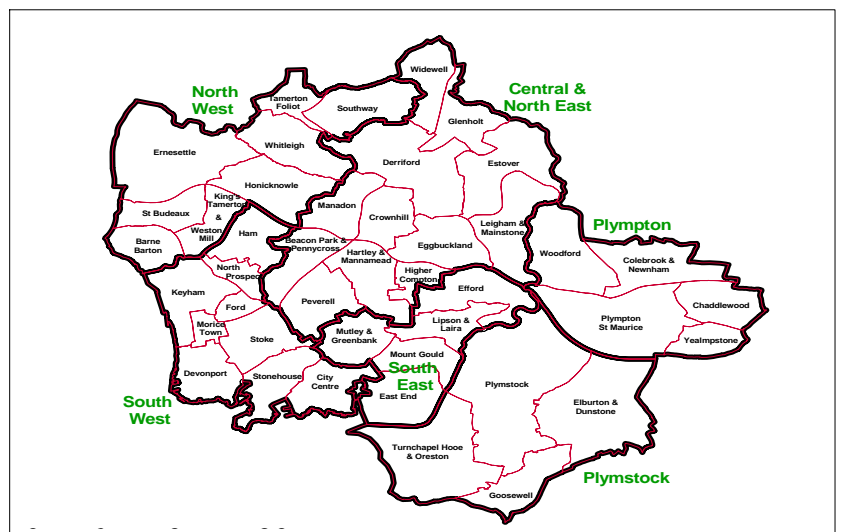 Widewell
North
West
Central &
North East
Tamerton
Foliot
Southway
Glenholt
Ernesettle
Whitleigh
Derriford
Estover
Honicknowle
King's
Tamerton
&
Weston
Mill
St Budeaux
Manadon
Crownhill
Leigham &
Mainstone
Plympton
Barne
Barton
Ham
Beacon Park &
Pennycross
Hartley &
Mannamead
Eggbuckland
Woodford
Colebrook &
Newnham
North
Prospect
Higher
Compton
Efford
Keyham
Peverell
Ford
Chaddlewood
Morice
Town
Mutley &
Greenbank
Lipson &
Laira
Plympton
St Maurice
Yealmpstone
Stoke
Mount Gould
South
East
Devonport
Stonehouse
City
Centre
Plymstock
East End
Elburton &
Dunstone
South
West
Turnchapel Hooe
& Oreston
Plymstock
Goosewell